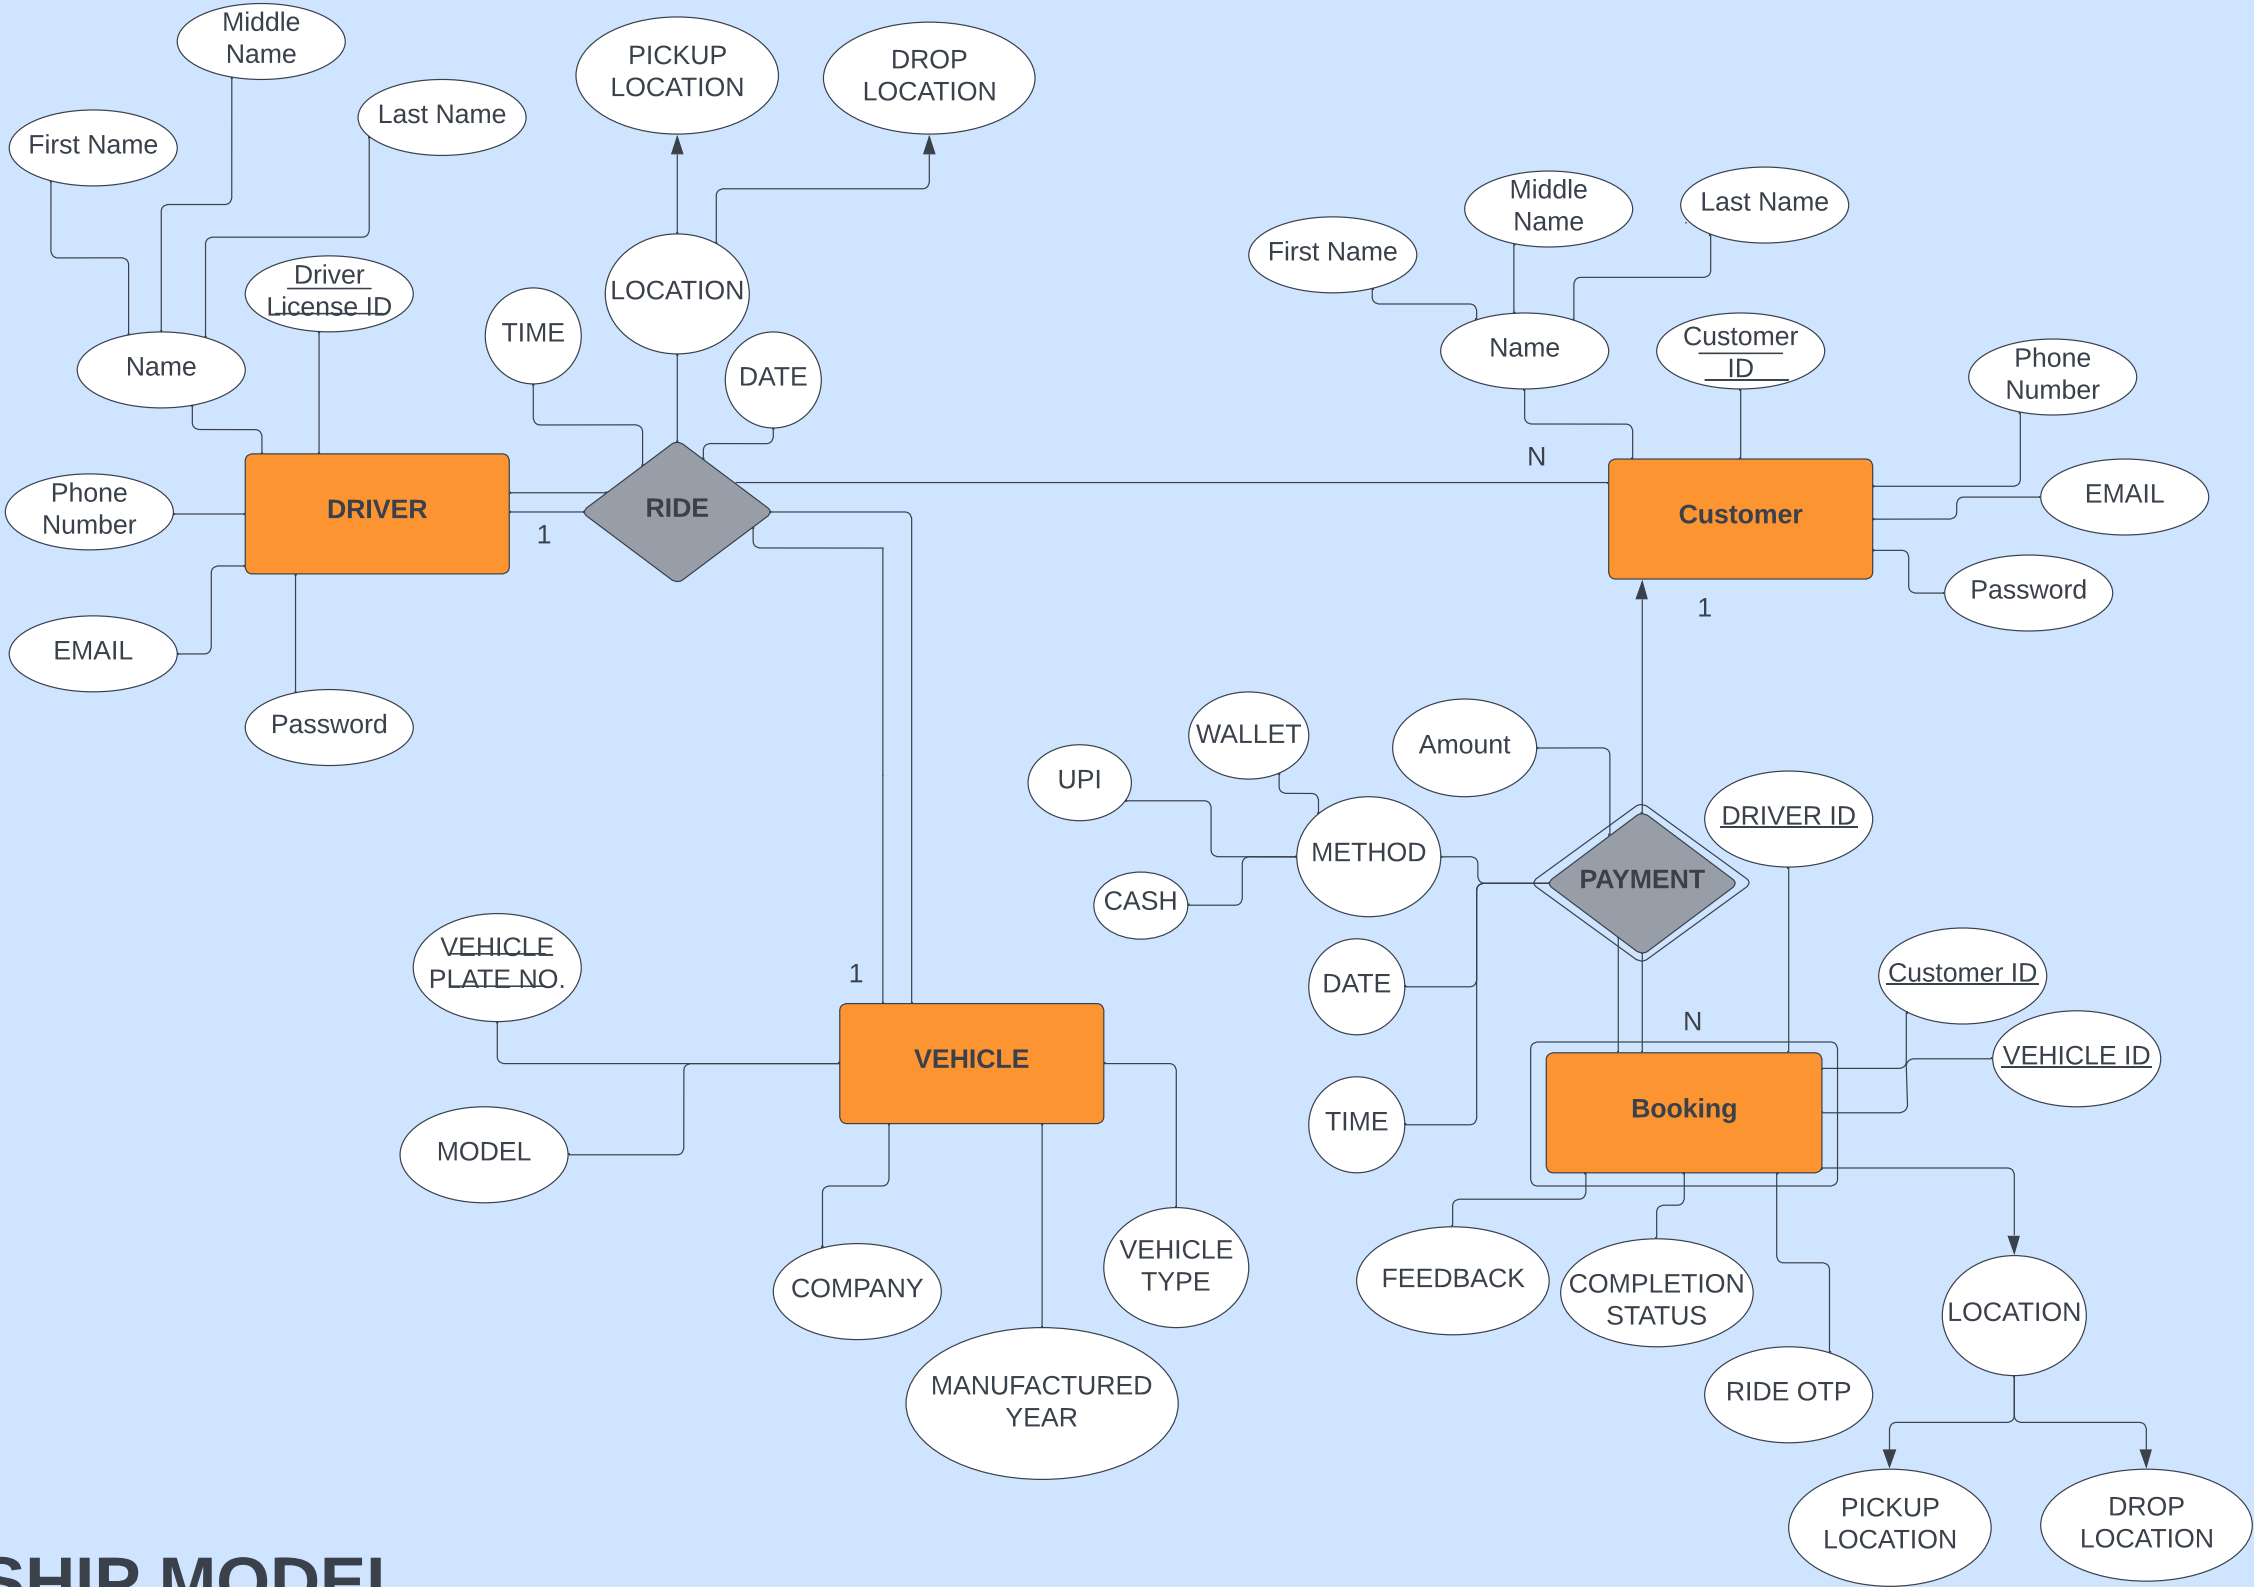 Middle
Name
Last Name
First Name
Driver
License ID
Name
Phone
Number
DRIVER
EMAIL
Password
PICKUP
LOCATION
DROP
LOCATION
LOCATION
TIME
DATE
RIDE
1
N
First Name
Middle
Name
Last Name
Name
Customer
ID
Phone
Number
EMAIL
Customer
Password
1
WALLET
Amount
UPI
METHOD
CASH
DRIVER ID
PAYMENT
DATE
TIME
N
Customer ID
VEHICLE ID
Booking
1
VEHICLE
PLATE NO.
VEHICLE
MODEL
COMPANY
VEHICLE
TYPE
MANUFACTURED
YEAR
FEEDBACK
COMPLETION
STATUS
RIDE OTP
LOCATION
PICKUP
LOCATION
DROP
LOCATION
SHIP MODEL